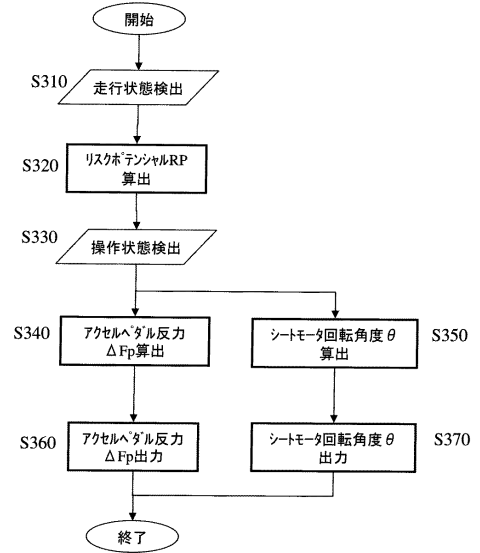 開始
S310
走行状態検出
S320
ﾘｽｸﾎﾟﾃﾝｼｬﾙRP
算出
S330
操作状態検出
S340
ｱｸｾﾙﾍﾟﾀﾞﾙ反力
ΔFp算出
ｼｰﾄﾓｰﾀ回転角度θ
算出
S350
S360
ｱｸｾﾙﾍﾟﾀﾞﾙ反力
ΔFp出力
ｼｰﾄﾓｰﾀ回転角度θ
出力
S370
終了